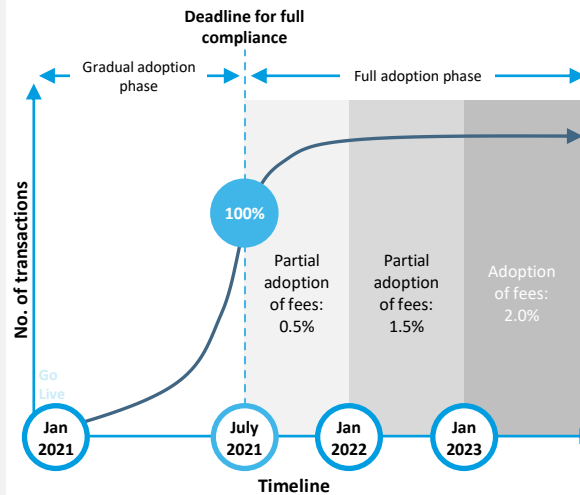 Deadline for full
compliance
Gradual adoption
phase
Full adoption phase
No. of transactions
100%
Partial
adoption
of fees:
0.5%
Partial
adoption
of fees:
1.5%
Adoption
of fees:
2.0%
Go
Live
Jan
2021
July
2021
Jan
2022
Jan
2023
Timeline